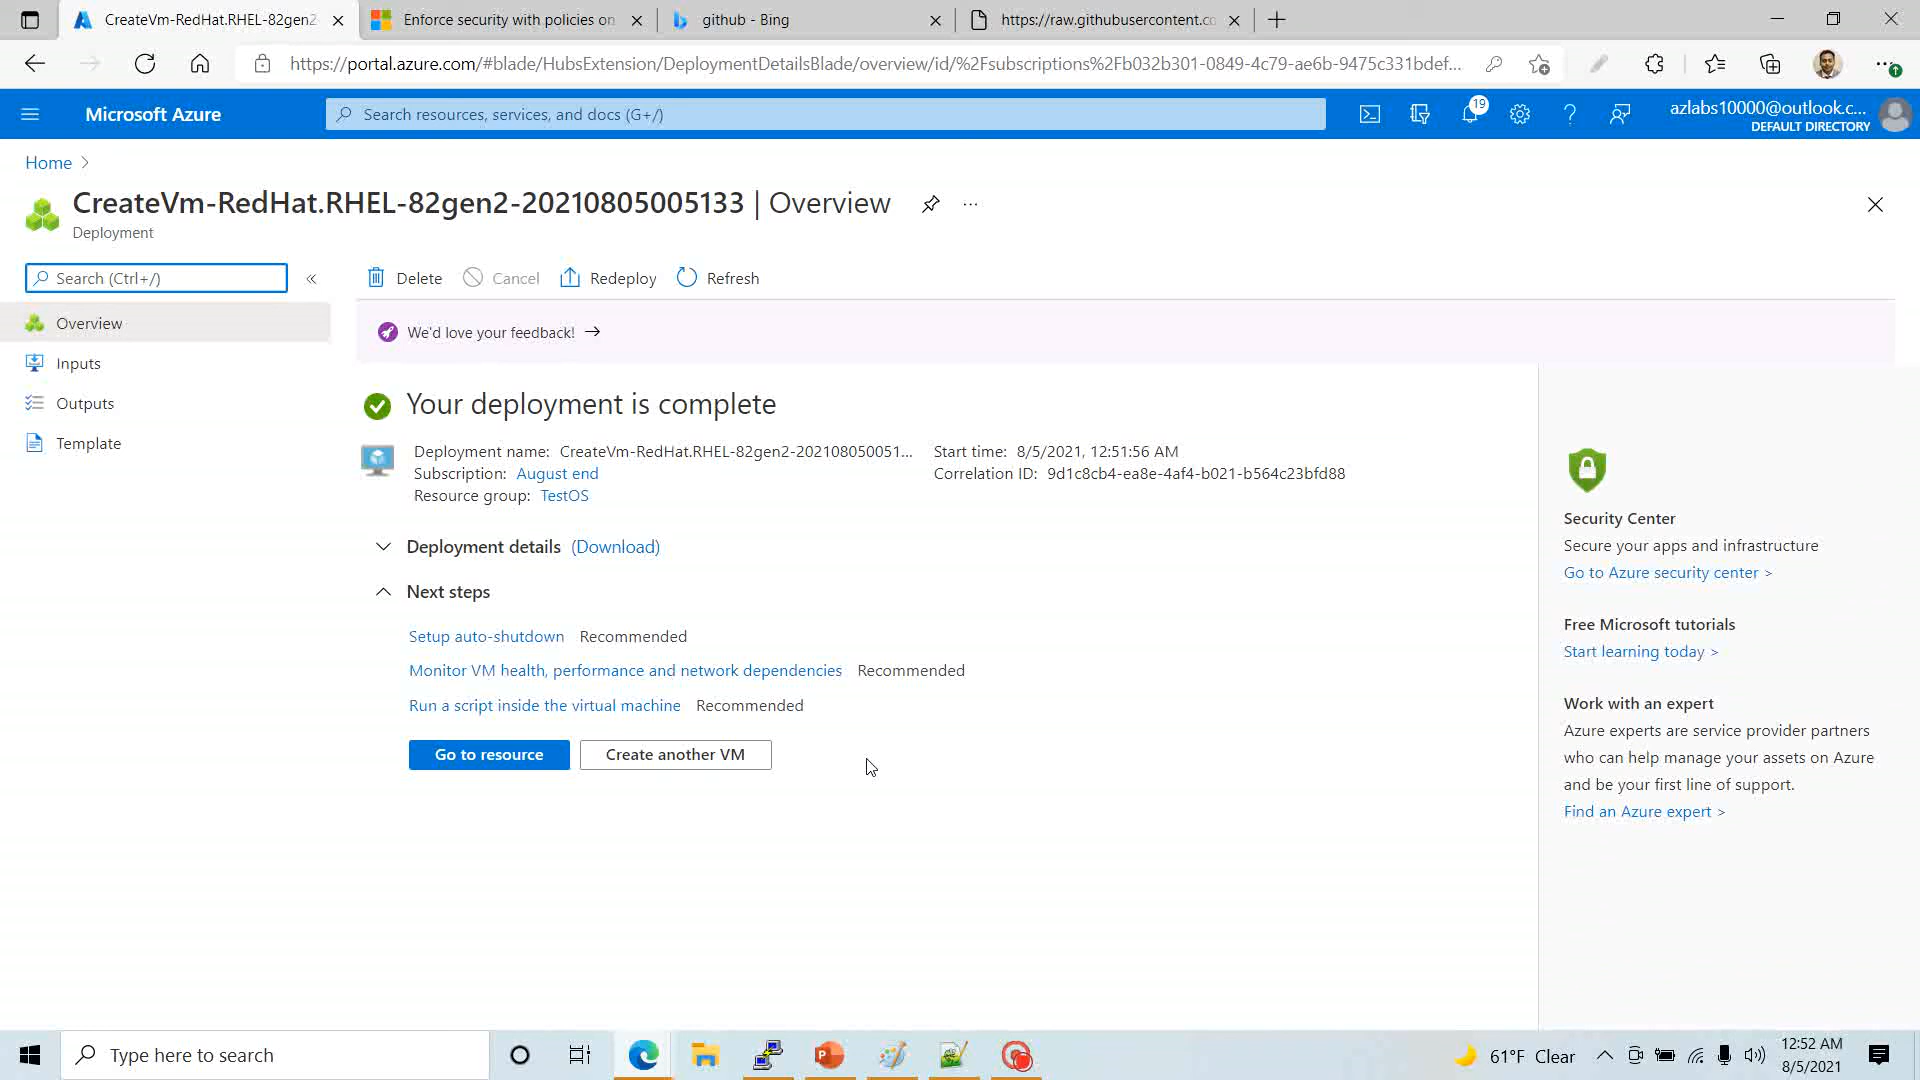 CreateVm-RedHat.RHEL-82gen2-2
Enforce security with policies on
github - Bing
https://raw.githubusercontent.co
https://portal.azure.com/#blade/HubsExtension/DeploymentDetailsBlade/overview/id/%2Fsubscriptions%2Fb032b301-0849-4c79-ae6b-9475c331bdef...
Microsoft Azure
Search resources, services, and docs (G+/)
19
azlabs10000@outlook.c...
DEFAULT DIRECTORY
Home
CreateVm-RedHat.RHEL-82gen2-20210805005133 | Overview
Deployment
Search (Ctrl+/)
Delete
Cancel
Redeploy
Refresh
Overview
Inputs
Outputs
Template
We'd love your feedback!
Your deployment is complete
Deployment name: CreateVm-RedHat.RHEL-82gen2-202108050051...
Subscription: August end
Resource group: TestOS
Start time: 8/5/2021, 12:51:56 AM
Correlation ID: 9d1c8cb4-ea8e-4af4-b021-b564c23bfd88
Deployment details (Download)
Next steps
Setup auto-shutdown Recommended
Monitor VM health, performance and network dependencies Recommended
Run a script inside the virtual machine Recommended
Go to resource
Create another VM
Security Center
Secure your apps and infrastructure
Go to Azure security center >
Free Microsoft tutorials
Start learning today >
Work with an expert
Azure experts are service provider partners
who can help manage your assets on Azure
and be your first line of support.
Find an Azure expert >
Type here to search
61°F Clear
12:52 AM
8/5/2021